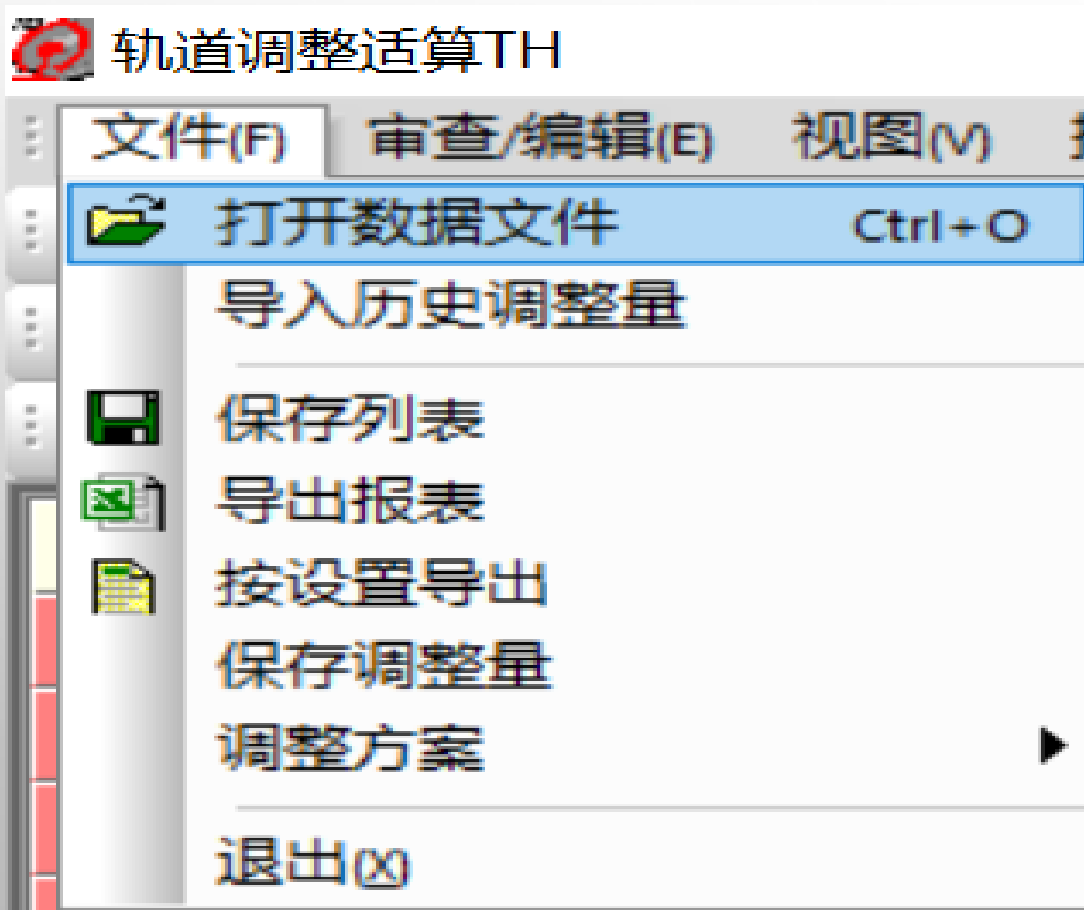 轨道调整适算TH
文件(F) 审查/编辑(E) 视图(V)
打开数据文件 Ctrl+O
导入历史调整量
保存列表
导出报表
按设置导出
保存调整量
调整方案
退出(X)